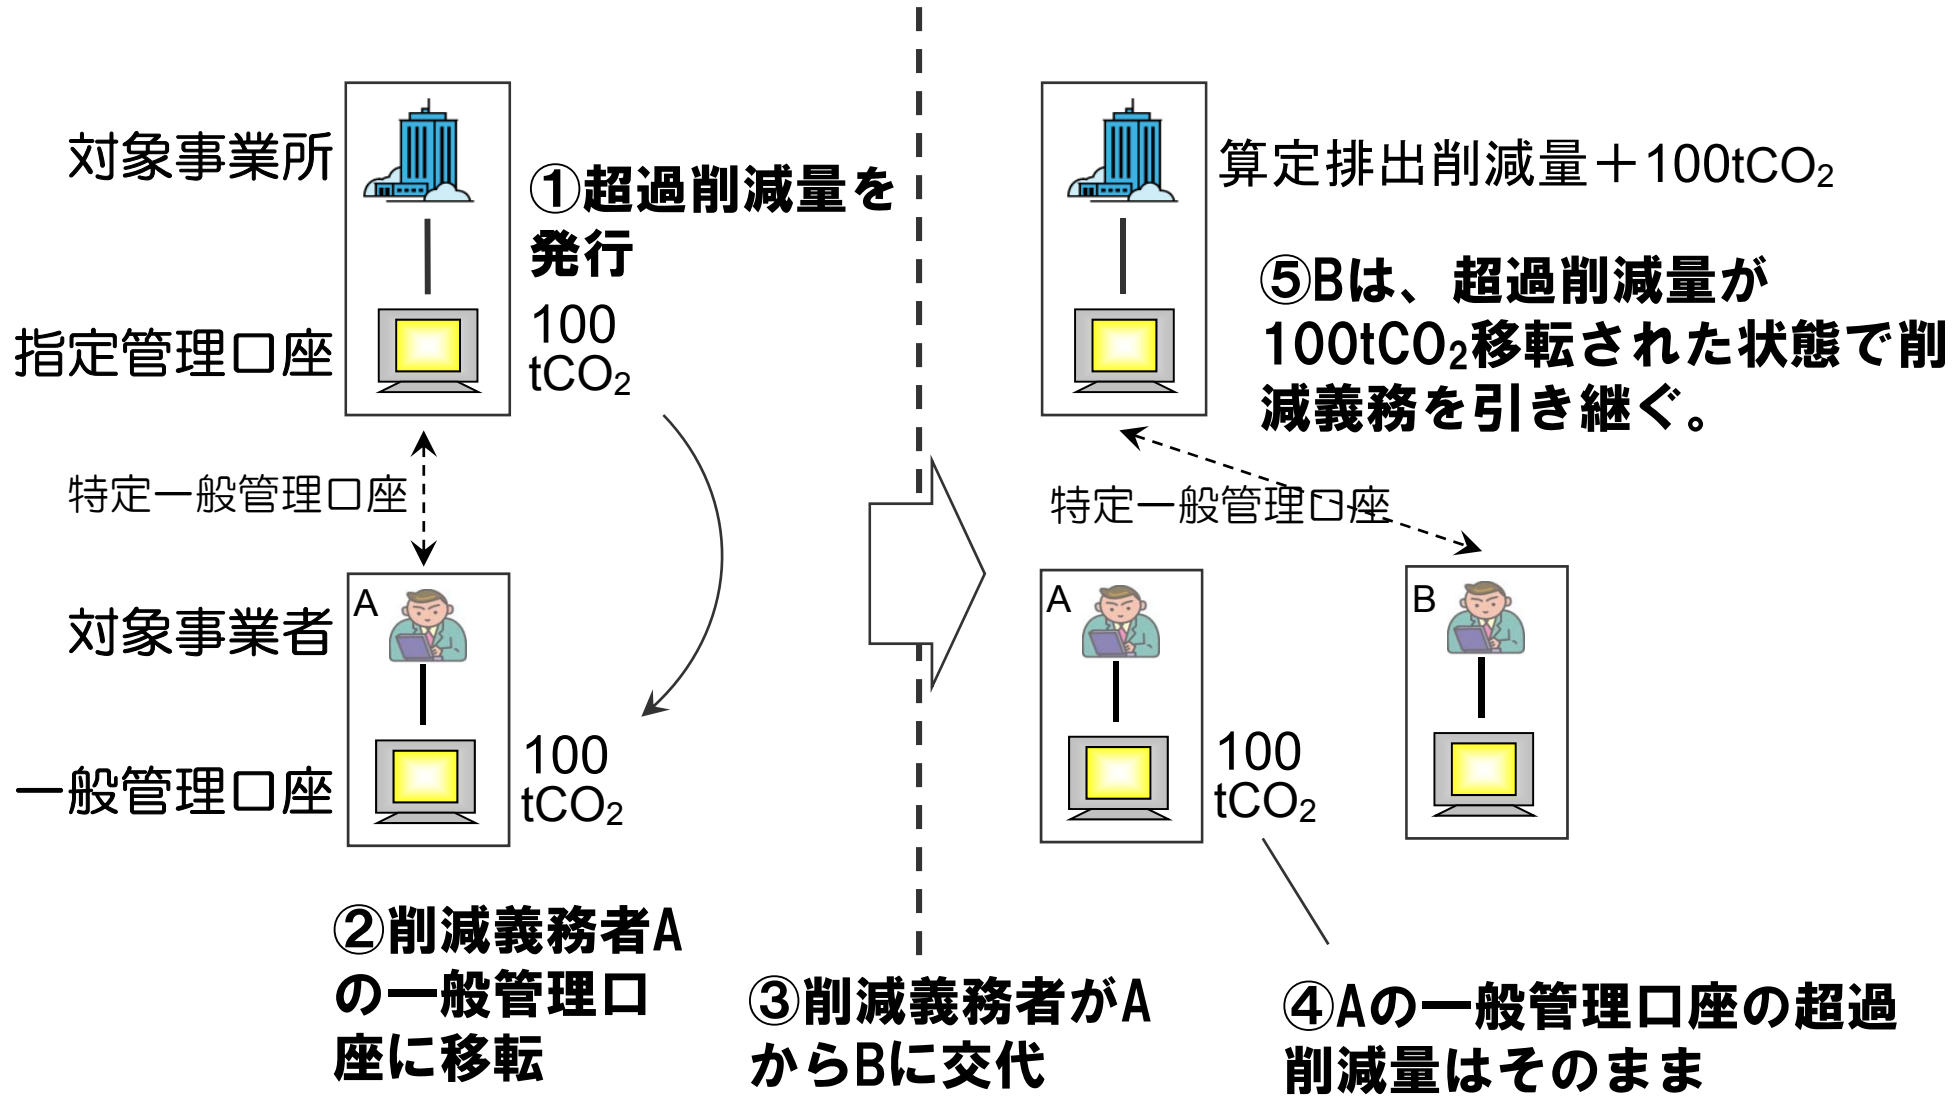 対象事業所
①超過削減量を
発行
指定管理口座
100
tCO₂
特定一般管理口座
対象事業者
A
一般管理口座
100
tCO₂
②削減義務者A
の一般管理口
座に移転
③削減義務者がA
からBに交代
算定排出削減量＋100tCO₂
⑤Bは、超過削減量が
100tCO₂移転された状態で削
減義務を引き継ぐ。
特定一般管理口座
A
B
100
tCO₂
④Aの一般管理口座の超過
削減量はそのまま